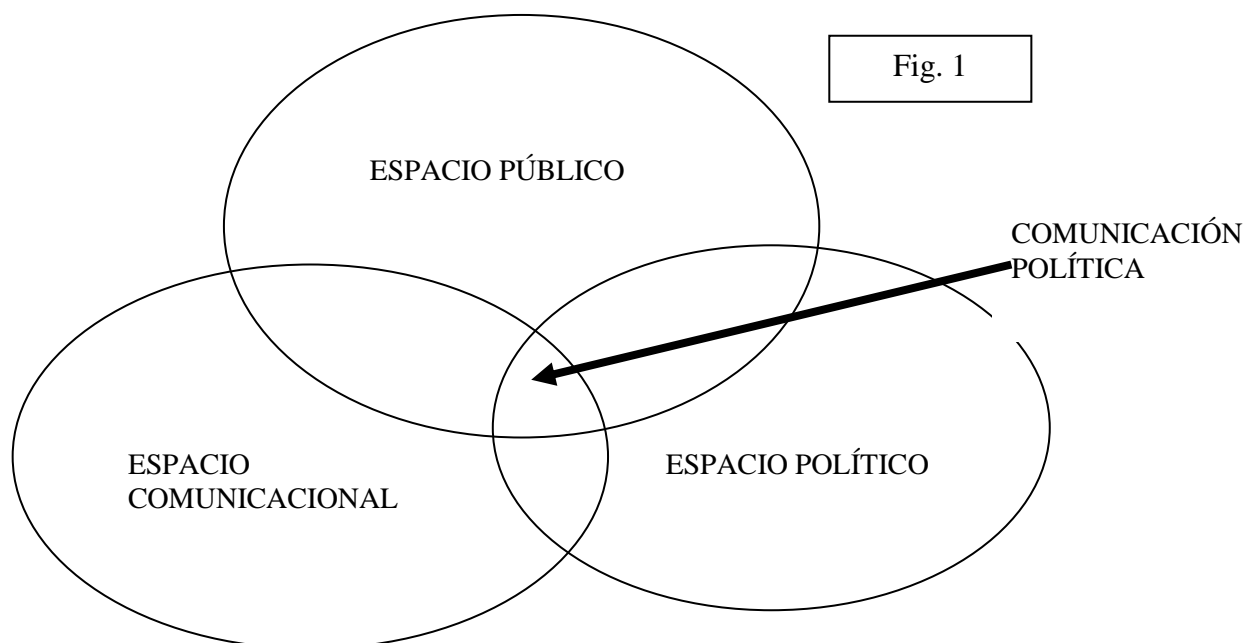 Fig. 1
ESPACIO PÚBLICO
COMUNICACIÓN
POLÍTICA
ESPACIO
COMUNICACIONAL
ESPACIO POLÍTICO